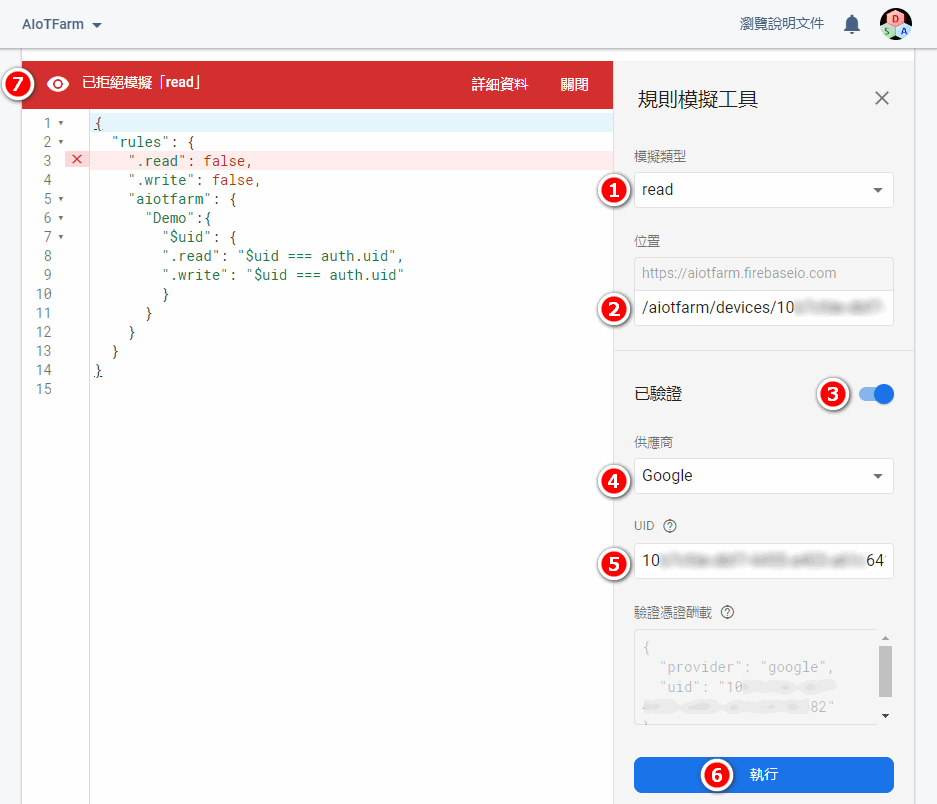 AIoTFarm
瀏覽說明文件
D
S A
7 已拒絕模擬「read」 詳細資料 關閉
1 {
2 "rules": {
3 ".read": false,
4 ".write": false,
5 "aiotfarm": {
6 "Demo":{
7 "$uid": {
8 ".read": "$uid === auth.uid",
9 ".write": "$uid === auth.uid"
10 }
11 }
12 }
13 }
14 }
15
規則模擬工具
模擬類型
1 read
位置
https://aiotfarm.firebaseio.com
2 /aiotfarm/devices/10
已驗證 3
供應商
4 Google
UID ?
5 10 64
驗證憑證酬載 ?
{
"provider": "google",
"uid": "10
82"
6 執行